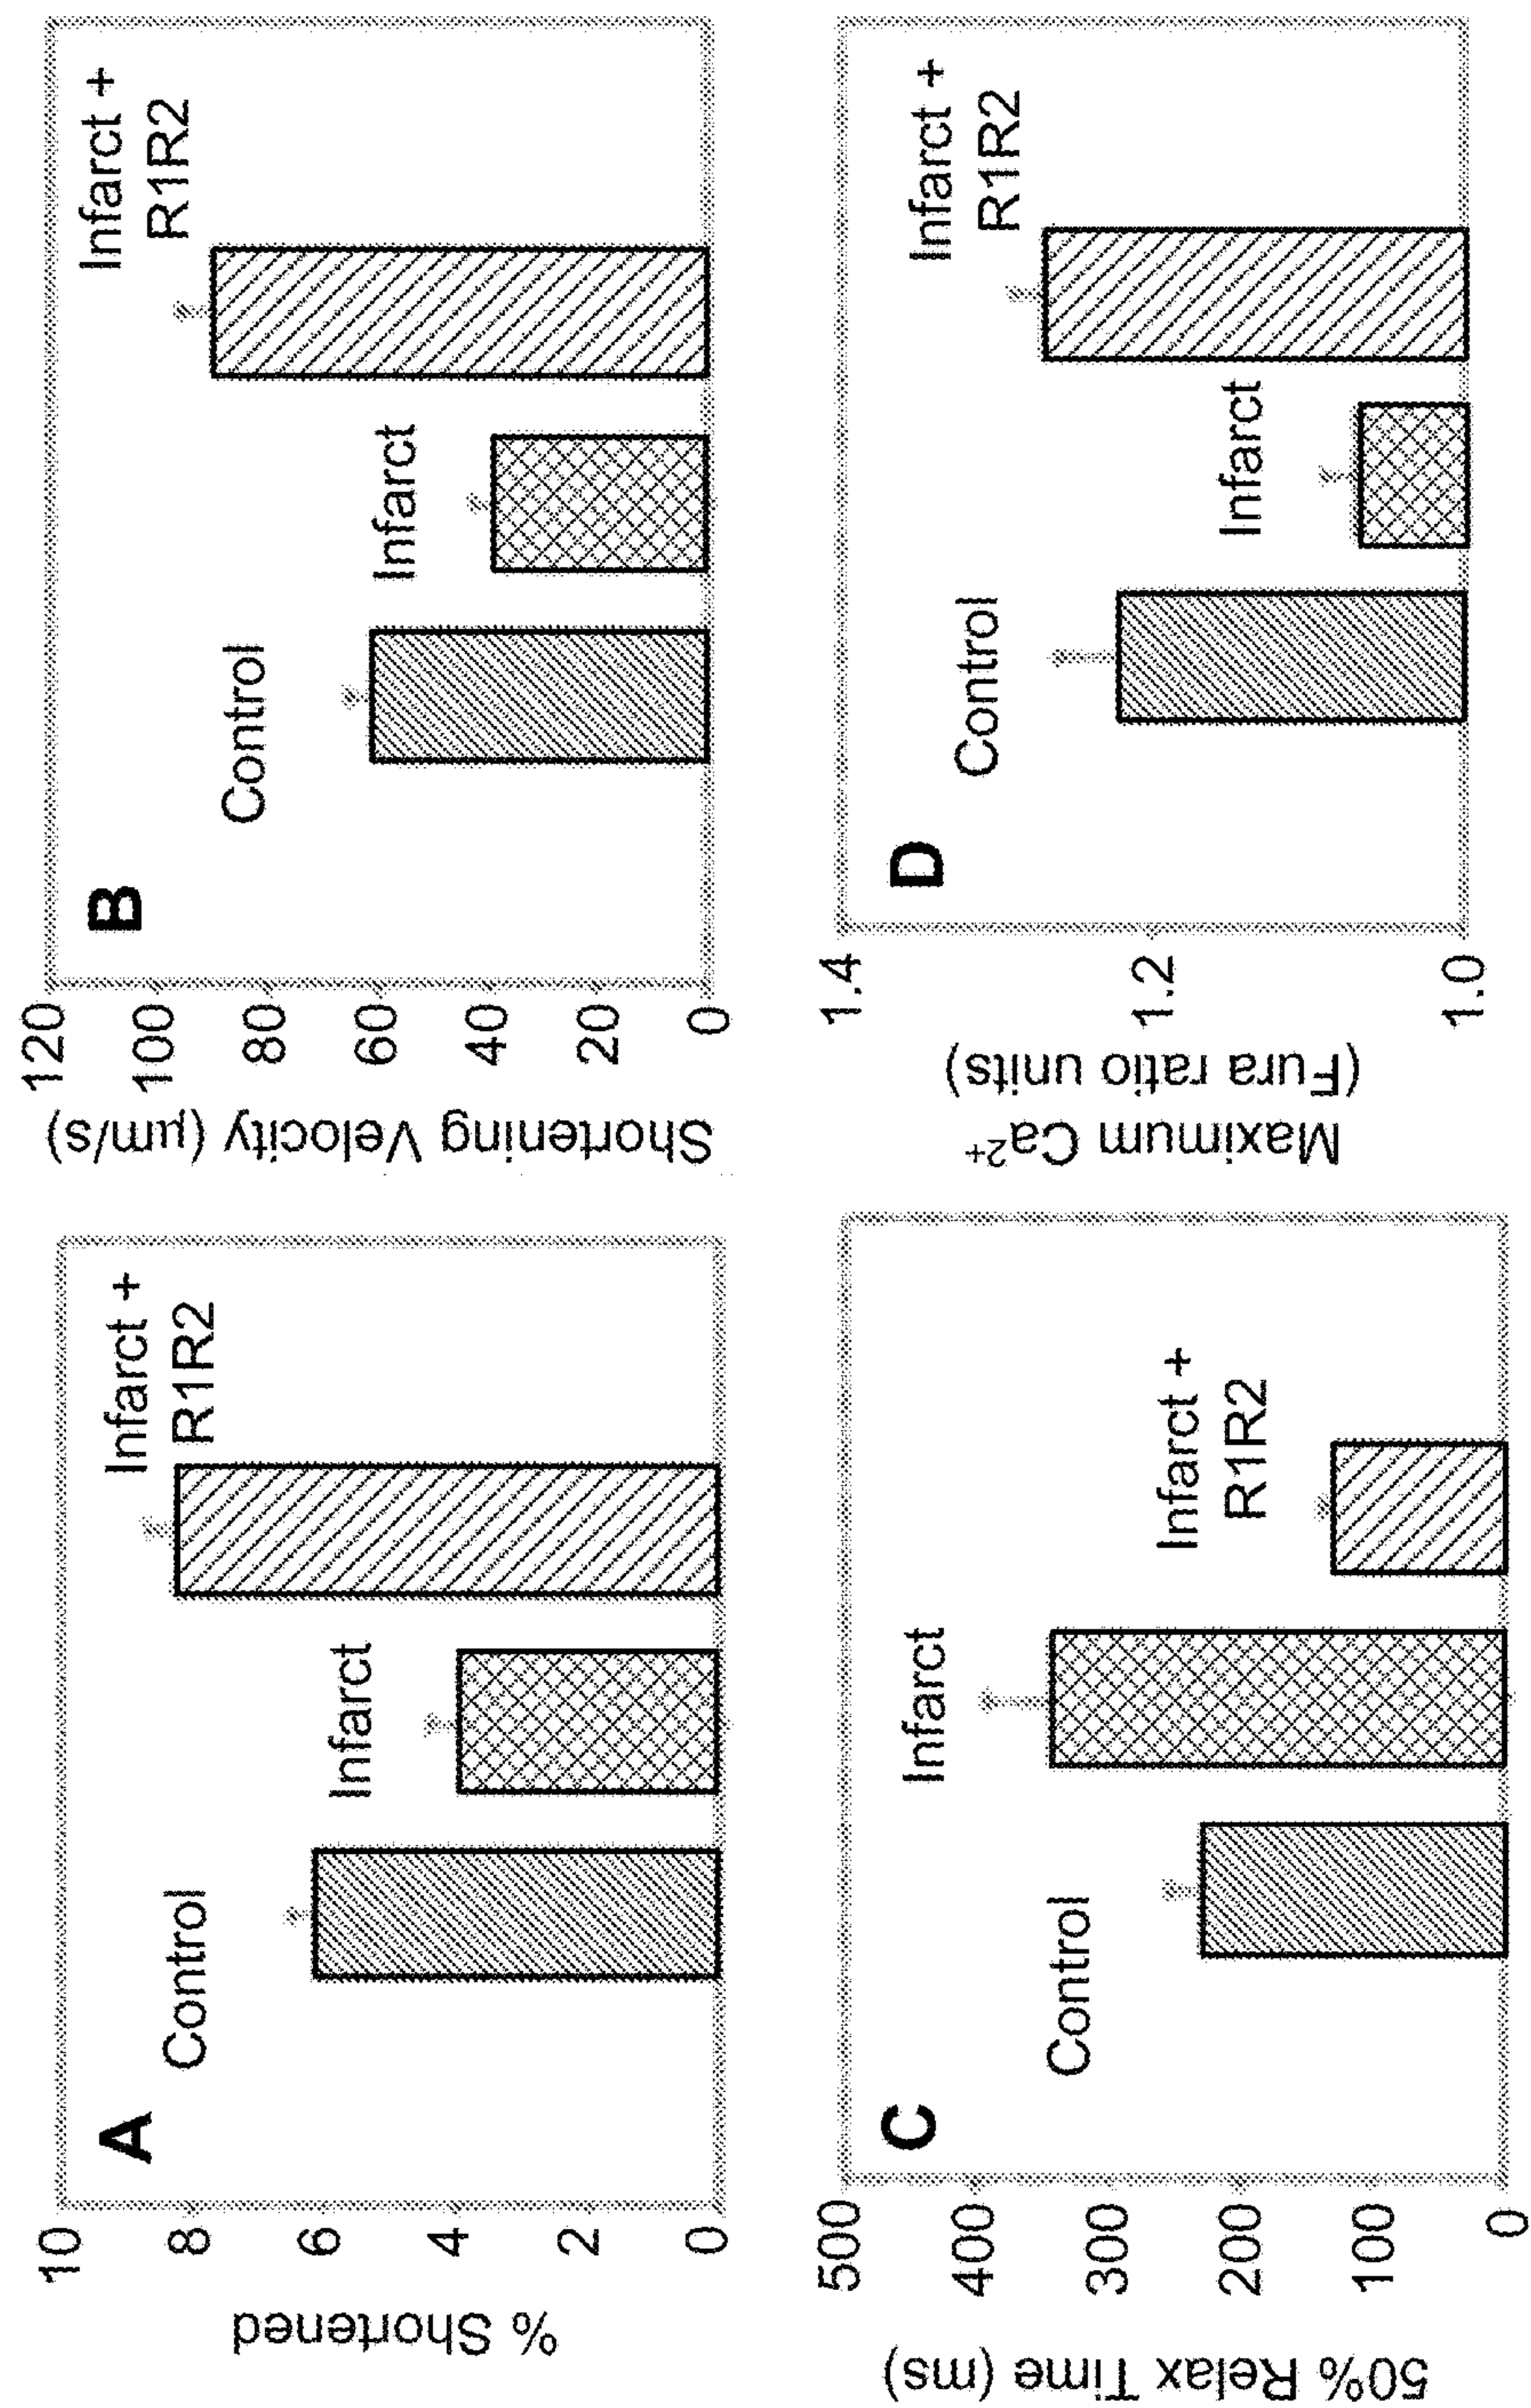 A
% Shortened
10
8
6
4
2
0
Control
Infarct
Infarct +
R1R2
B
Shortening Velocity (μm/s)
120
100
80
60
40
20
0
Control
Infarct
Infarct +
R1R2
C
50% Relax Time (ms)
500
400
300
200
100
0
Control
Infarct
Infarct +
R1R2
D
Maximum Ca²⁺
(Fura ratio units)
1.4
1.2
1.0
Control
Infarct
Infarct +
R1R2